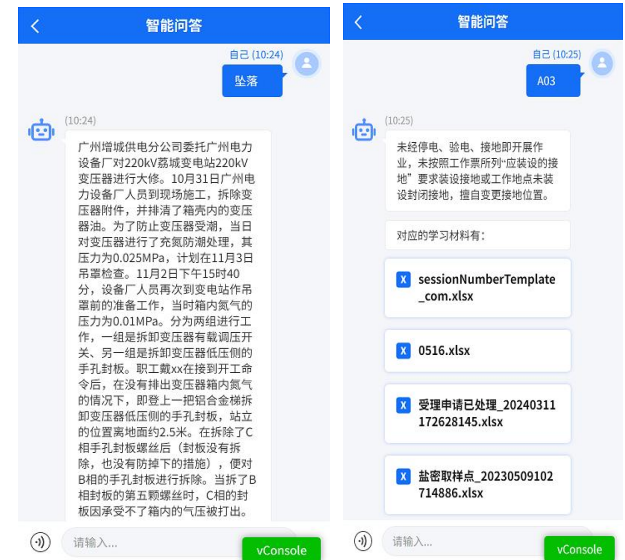 智能问答
自己 (10:24)
坠落
(10:24)
广州增城供电分公司委托广州电力
设备厂对220kV荔城变电站220kV
变压器进行大修。10月31日广州电
力设备厂人员到现场施工，拆除变
压器附件，并排清了箱壳内的变压
器油。为了防止变压器受潮，当日
对变压器进行了充氮防潮处理，其
压力为0.025MPa，计划在11月3日
吊罩检查。11月2日下午15时40
分，设备厂人员再次到变电站作吊
罩前的准备工作，当时箱内氮气的
压力为0.01MPa。分为两组进行工
作，一组是拆卸变压器有载调压开
关、另一组是拆卸变压器低压侧的
手孔封板。职工戴xx在接到开工命
令后，在没有排出变压器箱内氮气
的情况下，即登上一把铝合金梯拆
卸变压器低压侧的手孔封板，站立
的位置离地面约2.5米。在拆除了C
相手孔封板螺丝后（封板没有拆
除，也没有防掉下的措施），便对
B相的手孔封板进行拆除。当拆了B
相封板的第五颗螺丝时，C相的封
板因承受不了箱内的气压被打出。
请输入...
vConsole
智能问答
自己 (10:25)
A03
(10:25)
未经停电、验电、接地即开展作
业，未按照工作票所列“应装设的接
地”要求装设接地或工作地点未装
设封闭接地，擅自变更接地位置。
对应的学习材料有：
sessionNumberTemplate
_com.xlsx
0516.xlsx
受理申请已处理_20240311
172628145.xlsx
盐密取样点_20230509102
714886.xlsx
请输入...
vConsole